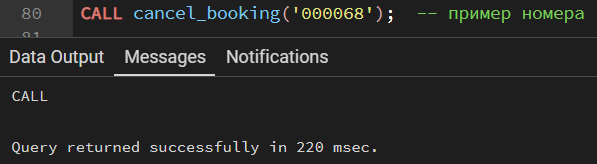 80 CALL cancel_booking('000068'); -- пример номера
81
Data Output Messages Notifications
CALL
Query returned successfully in 220 msec.